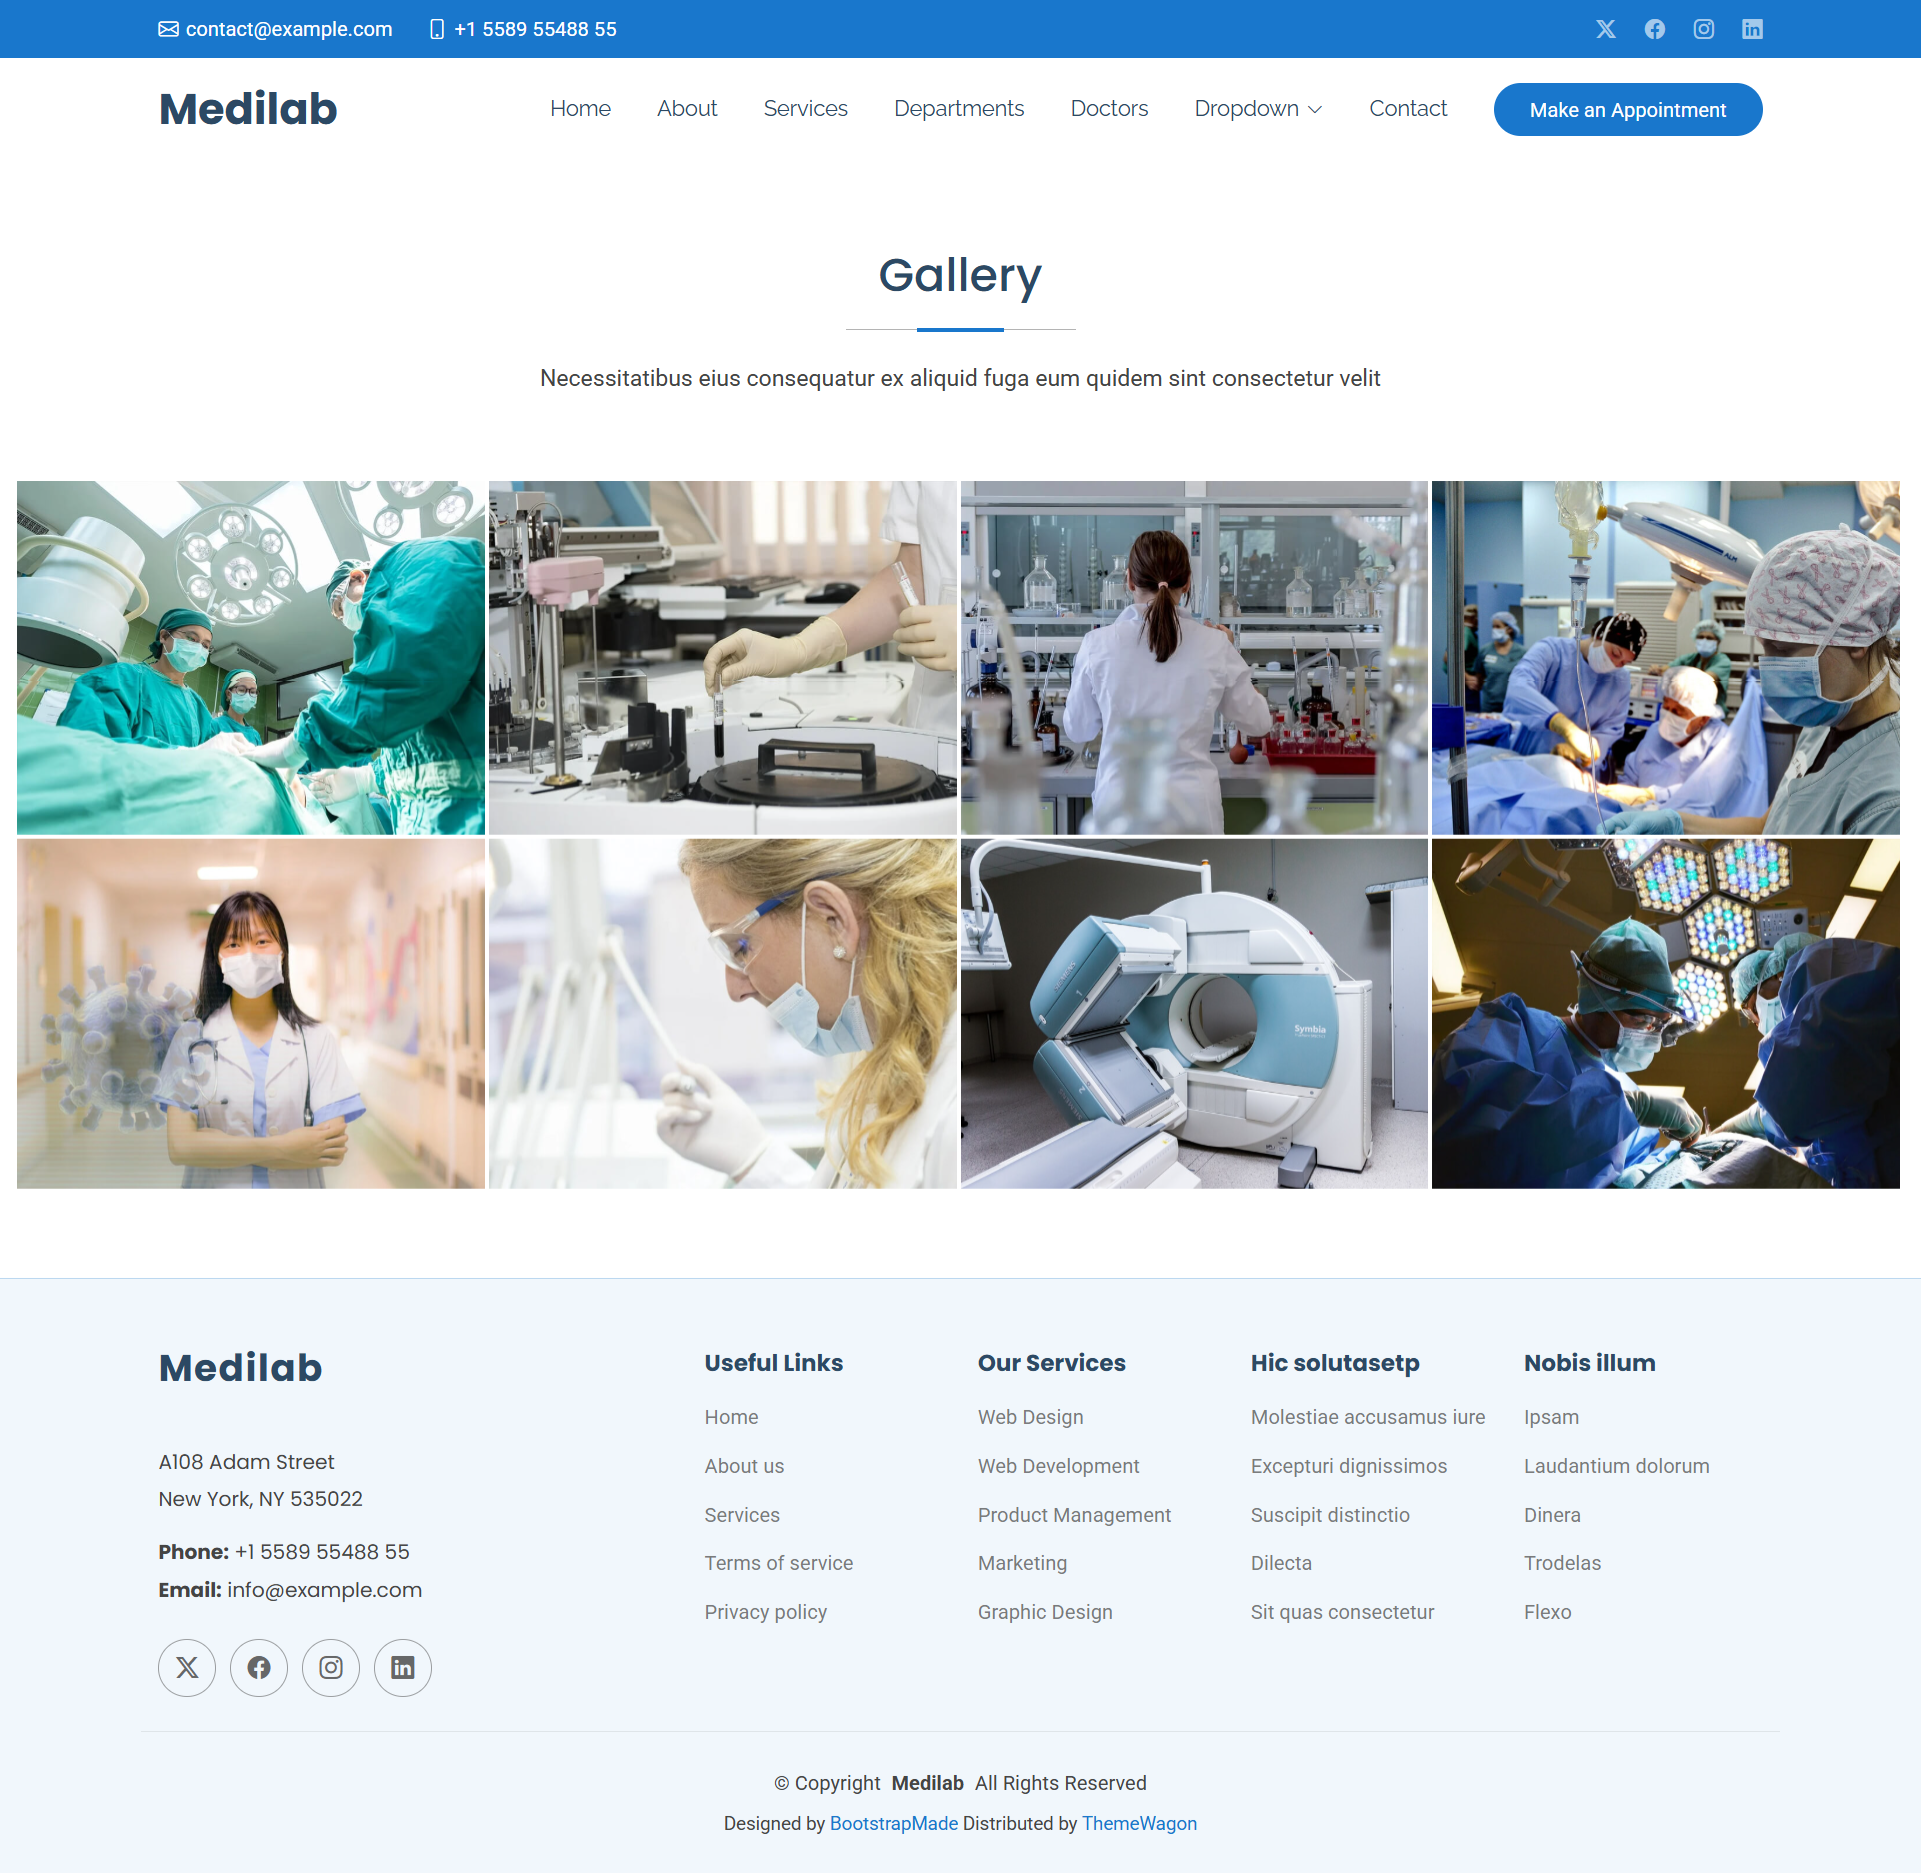 contact@example.com
+1 5589 55488 55
Medilab
Home
About
Services
Departments
Doctors
Dropdown
Contact
Make an Appointment
Gallery
Necessitatibus eius consequatur ex aliquid fuga eum quidem sint consectetur velit
ALM
Symbia
Medilab
A108 Adam Street
New York, NY 535022
Phone: +1 5589 55488 55
Email: info@example.com
Useful Links
Home
About us
Services
Terms of service
Privacy policy
Our Services
Web Design
Web Development
Product Management
Marketing
Graphic Design
Hic solutasetp
Molestiae accusamus iure
Excepturi dignissimos
Suscipit distinctio
Dilecta
Sit quas consectetur
Nobis illum
Ipsam
Laudantium dolorum
Dinera
Trodelas
Flexo
© Copyright Medilab All Rights Reserved
Designed by BootstrapMade Distributed by ThemeWagon